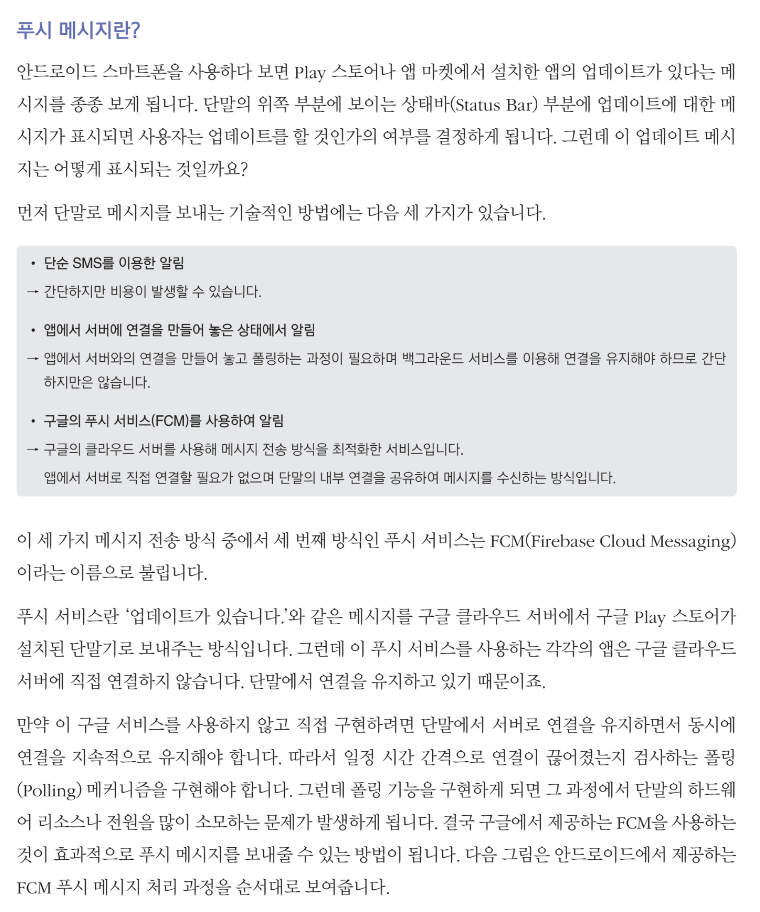 푸시 메시지란?
안드로이드 스마트폰을 사용하다 보면 Play 스토어나 앱 마켓에서 설치한 앱의 업데이트가 있다는 메
시지를 종종 보게 됩니다. 단말의 위쪽 부분에 보이는 상태바(Status Bar) 부분에 업데이트에 대한 메
시지가 표시되면 사용자는 업데이트를 할 것인가의 여부를 결정하게 됩니다. 그런데 이 업데이트 메시
지는 어떻게 표시되는 것일까요?
먼저 단말로 메시지를 보내는 기술적인 방법에는 다음 세 가지가 있습니다.
• 단순 SMS를 이용한 알림
→ 간단하지만 비용이 발생할 수 있습니다.
• 앱에서 서버에 연결을 만들어 놓은 상태에서 알림
→ 앱에서 서버와의 연결을 만들어 놓고 폴링하는 과정이 필요하며 백그라운드 서비스를 이용해 연결을 유지해야 하므로 간단
하지만은 않습니다.
• 구글의 푸시 서비스(FCM)를 사용하여 알림
→ 구글의 클라우드 서버를 사용해 메시지 전송 방식을 최적화한 서비스입니다.
앱에서 서버로 직접 연결할 필요가 없으며 단말의 내부 연결을 공유하여 메시지를 수신하는 방식입니다.
이 세 가지 메시지 전송 방식 중에서 세 번째 방식인 푸시 서비스는 FCM(Firebase Cloud Messaging)
이라는 이름으로 불립니다.
푸시 서비스란 ‘업데이트가 있습니다.’와 같은 메시지를 구글 클라우드 서버에서 구글 Play 스토어가
설치된 단말기로 보내주는 방식입니다. 그런데 이 푸시 서비스를 사용하는 각각의 앱은 구글 클라우드
서버에 직접 연결하지 않습니다. 단말에서 연결을 유지하고 있기 때문이죠.
만약 이 구글 서비스를 사용하지 않고 직접 구현하려면 단말에서 서버로 연결을 유지하면서 동시에
연결을 지속적으로 유지해야 합니다. 따라서 일정 시간 간격으로 연결이 끊어졌는지 검사하는 폴링
(Polling) 메커니즘을 구현해야 합니다. 그런데 폴링 기능을 구현하게 되면 그 과정에서 단말의 하드웨
어 리소스나 전원을 많이 소모하는 문제가 발생하게 됩니다. 결국 구글에서 제공하는 FCM을 사용하는
것이 효과적으로 푸시 메시지를 보내줄 수 있는 방법이 됩니다. 다음 그림은 안드로이드에서 제공하는
FCM 푸시 메시지 처리 과정을 순서대로 보여줍니다.